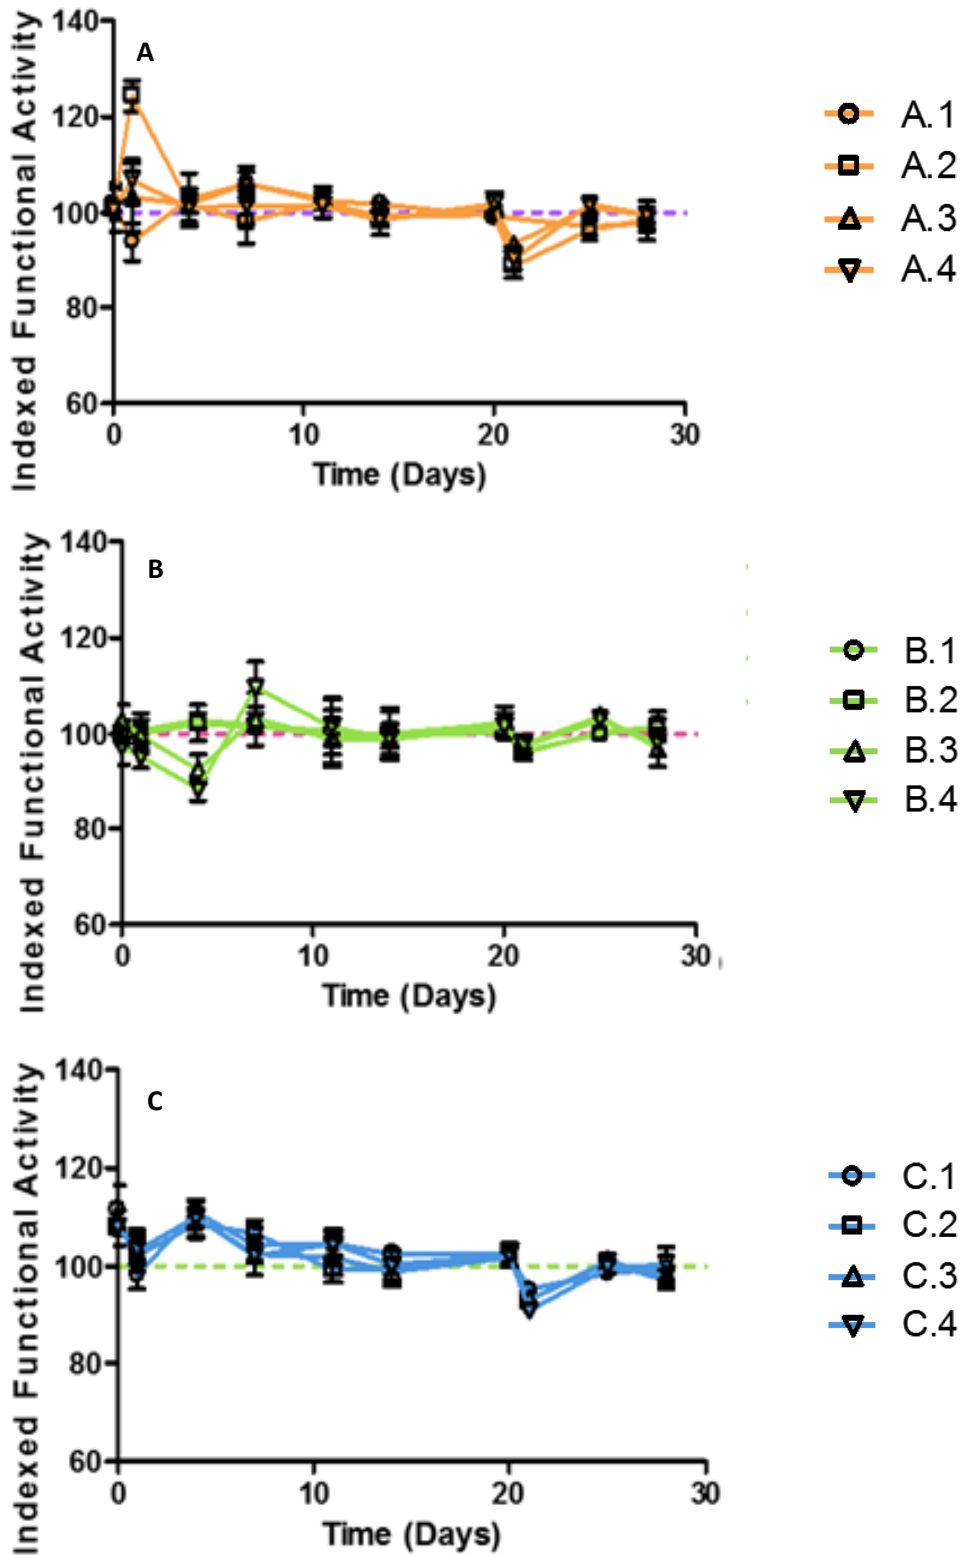 A
Indexed Functional Activity
140
120
100
80
60
0 10 20 30
Time (Days)
A.1
A.2
A.3
A.4
B
Indexed Functional Activity
140
120
100
80
60
0 10 20 30
Time (Days)
B.1
B.2
B.3
B.4
C
Indexed Functional Activity
140
120
100
80
60
0 10 20 30
Time (Days)
C.1
C.2
C.3
C.4